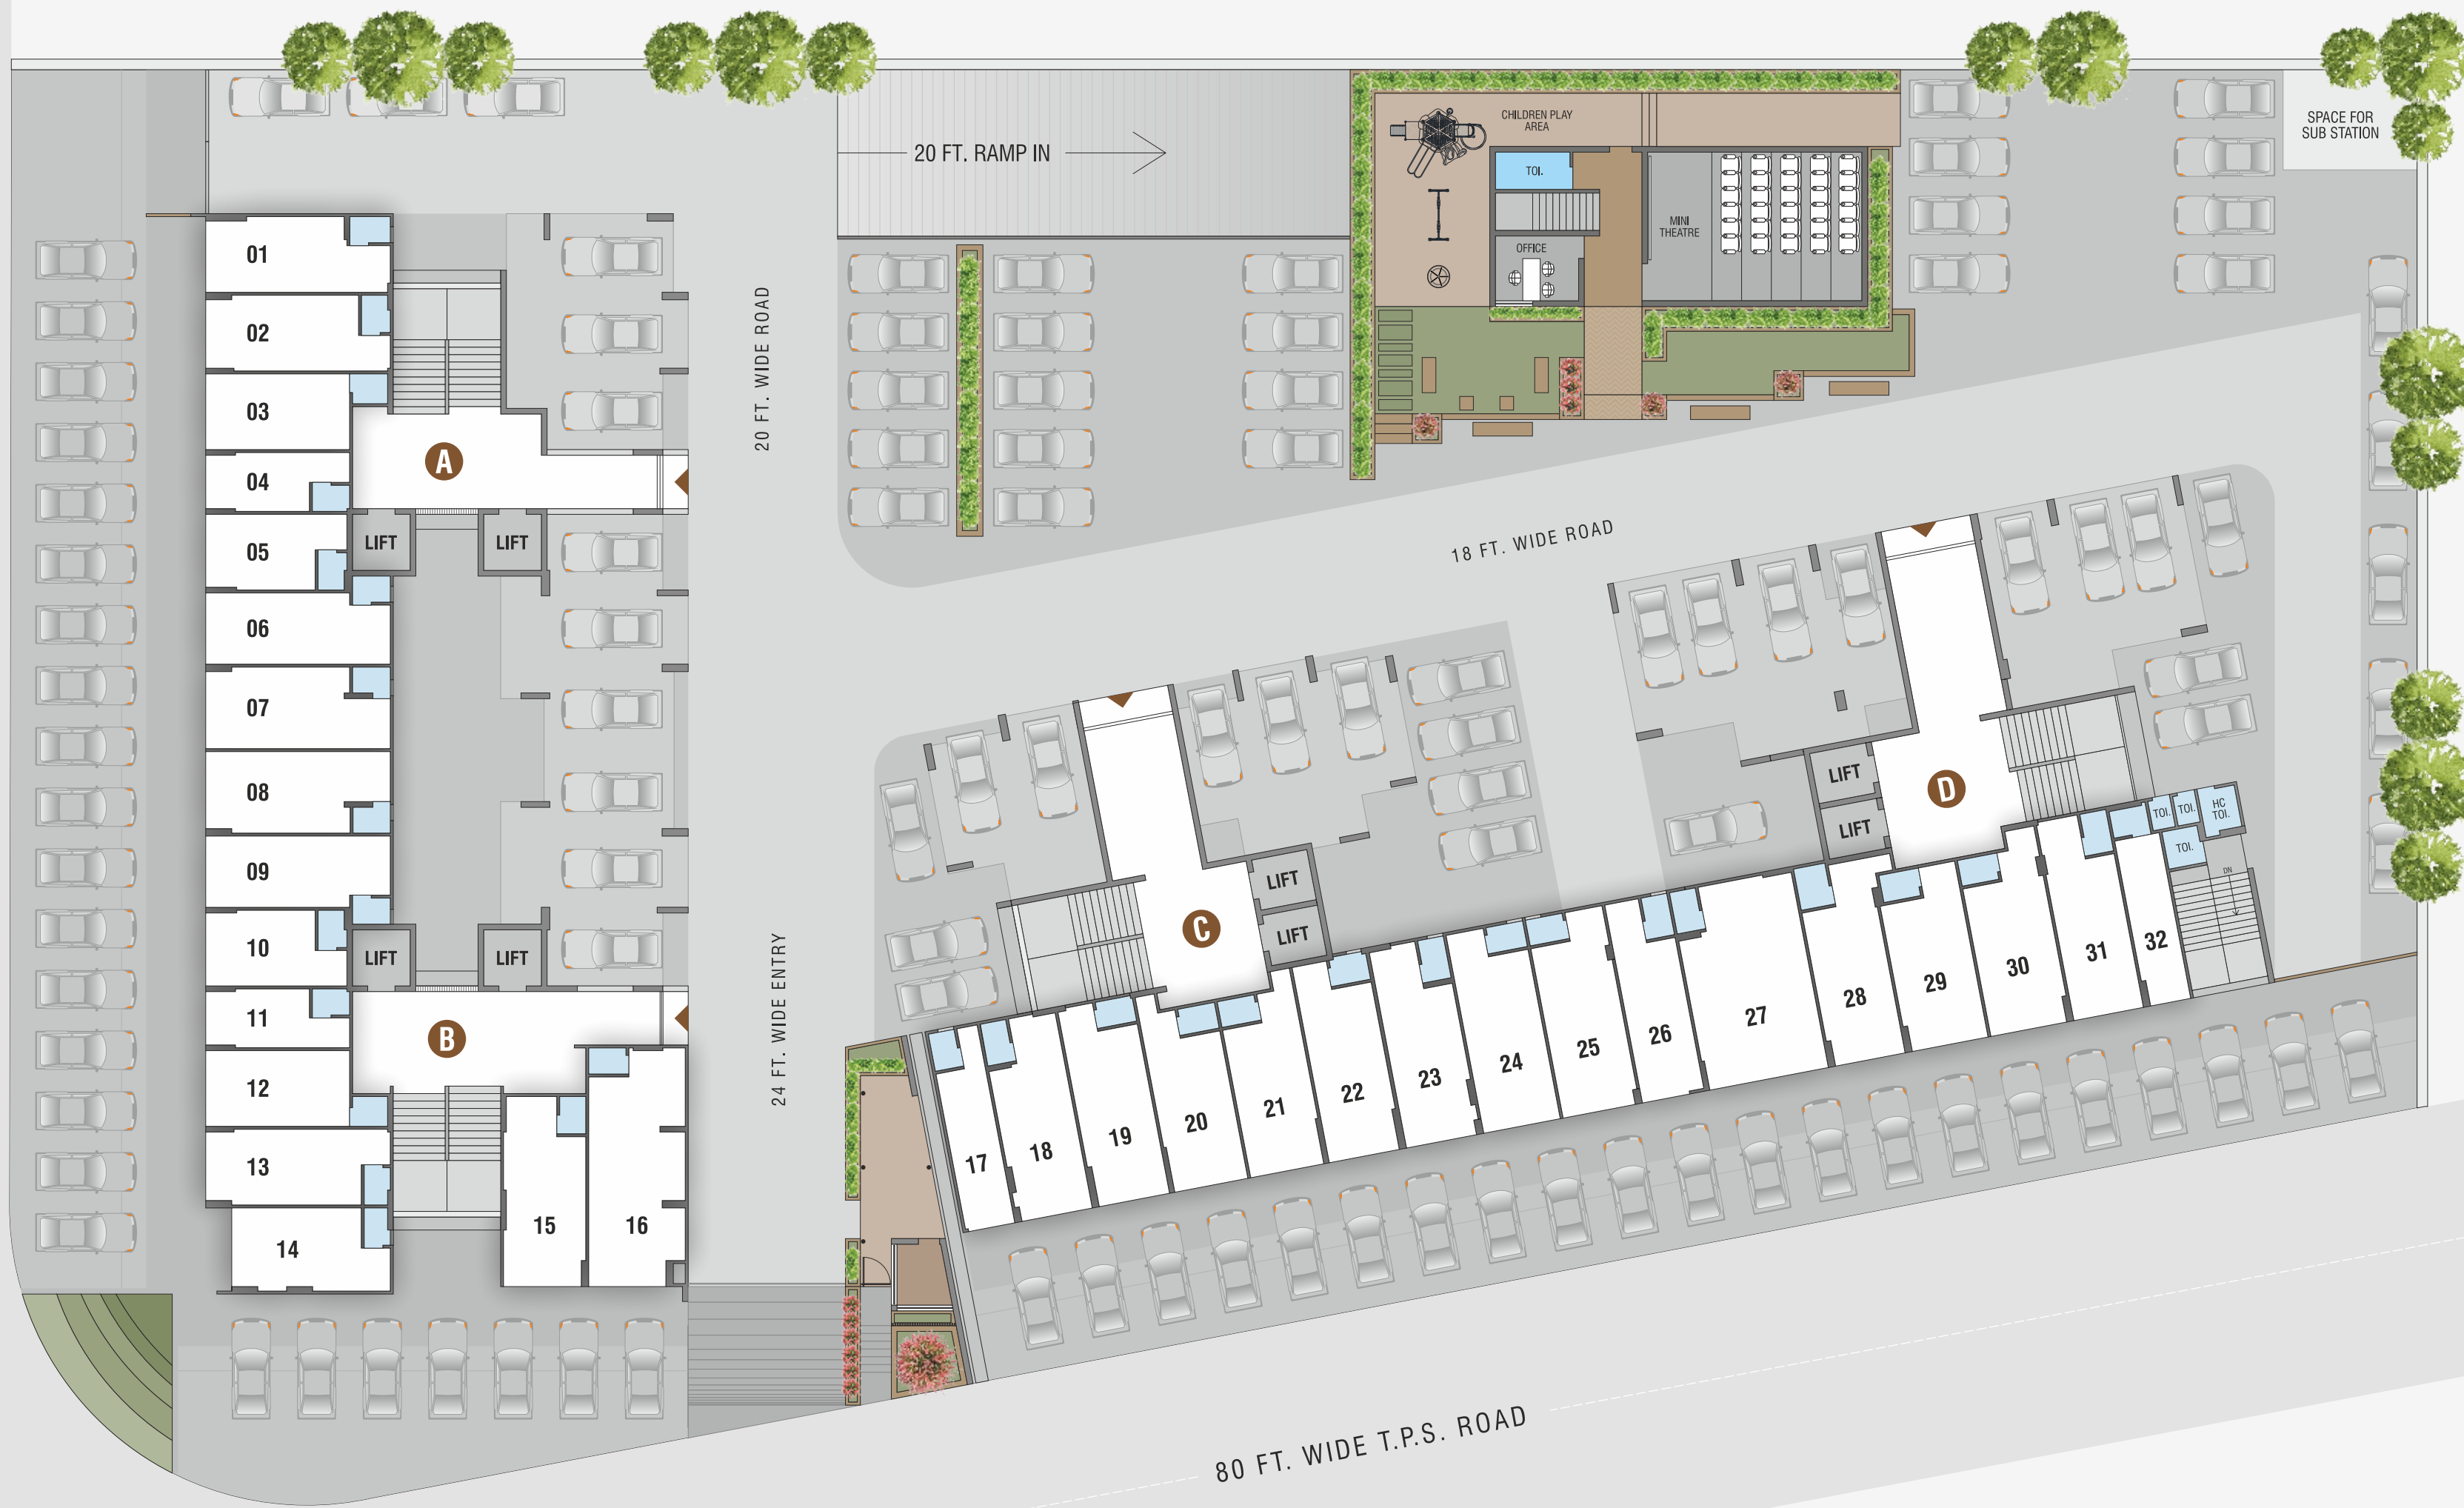 SPACE FOR
SUB STATION
20 FT. RAMP IN
CHILDREN PLAY
AREA
TOI.
MINI
THEATRE
OFFICE
20 FT. WIDE ROAD
18 FT. WIDE ROAD
24 FT. WIDE ENTRY
01
02
03
04
A
05
LIFT
LIFT
06
07
08
09
10
LIFT
LIFT
11
B
12
13
14
15
16
C
LIFT
LIFT
D
LIFT
LIFT
TOI.
TOI.
HC
TOI.
TOI.
DN
17
18
19
20
21
22
23
24
25
26
27
28
29
30
31
32
80 FT. WIDE T.P.S. ROAD